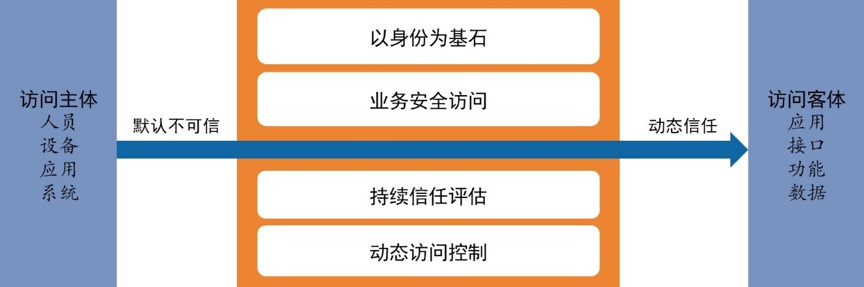 访问主体
人员
设备
应用
系统
默认不可信
以身份为基石
业务安全访问
持续信任评估
动态访问控制
动态信任
访问客体
应用
接口
功能
数据